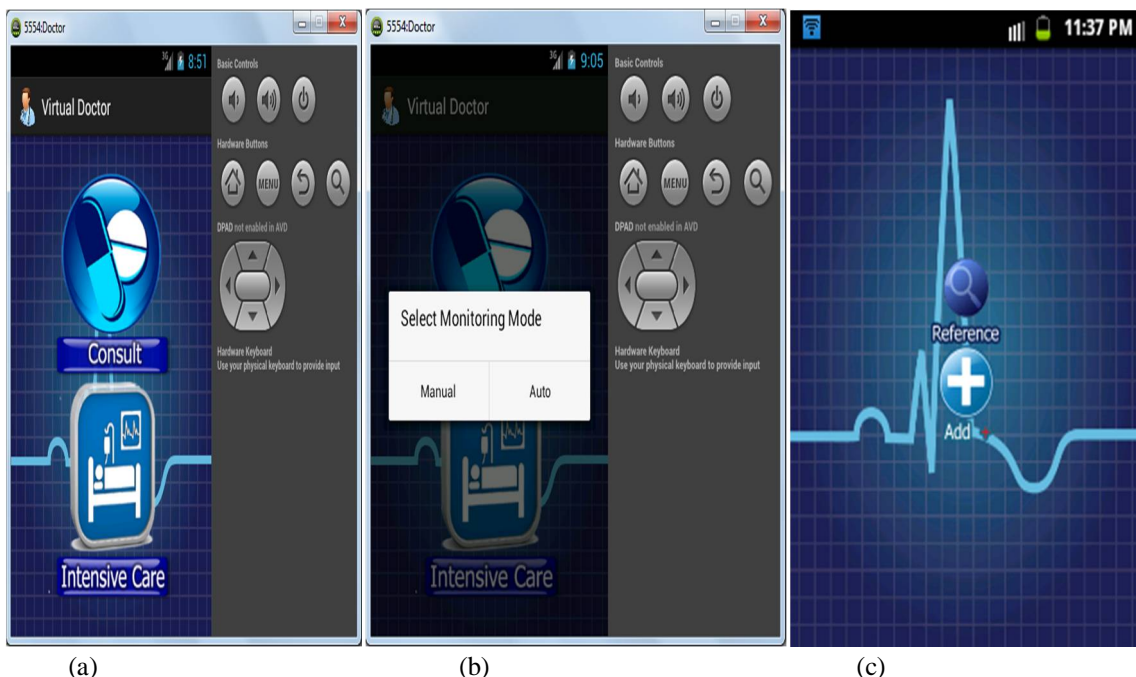 5554:Doctor
3G 8:51
Virtual Doctor
Consult
Intensive Care
Basic Controls
Hardware Buttons
MENU
DPAD not enabled in AVD
Hardware Keyboard
Use your physical keyboard to provide input
(a)
5554:Doctor
3G 9:05
Virtual Doctor
Select Monitoring Mode
Manual Auto
Intensive Care
Basic Controls
Hardware Buttons
MENU
DPAD not enabled in AVD
Hardware Keyboard
Use your physical keyboard to provide input
(b)
11:37 PM
Reference
Add
(c)